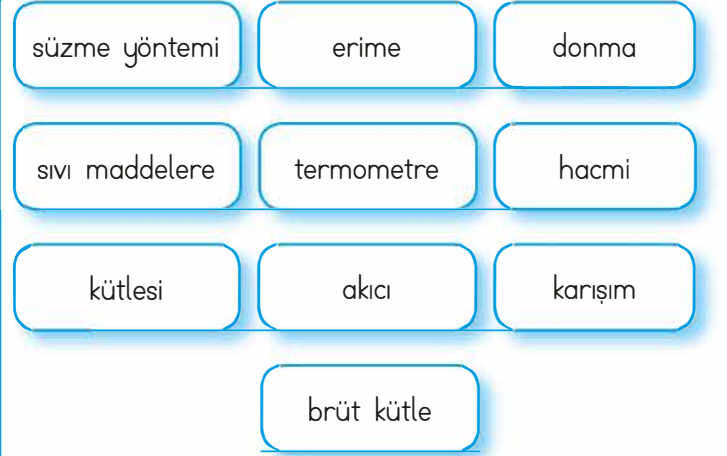 süzme yöntemi erime donma
sıvı maddelere termometre hacmi
kütlesi akıcı karışım
brüt kütle